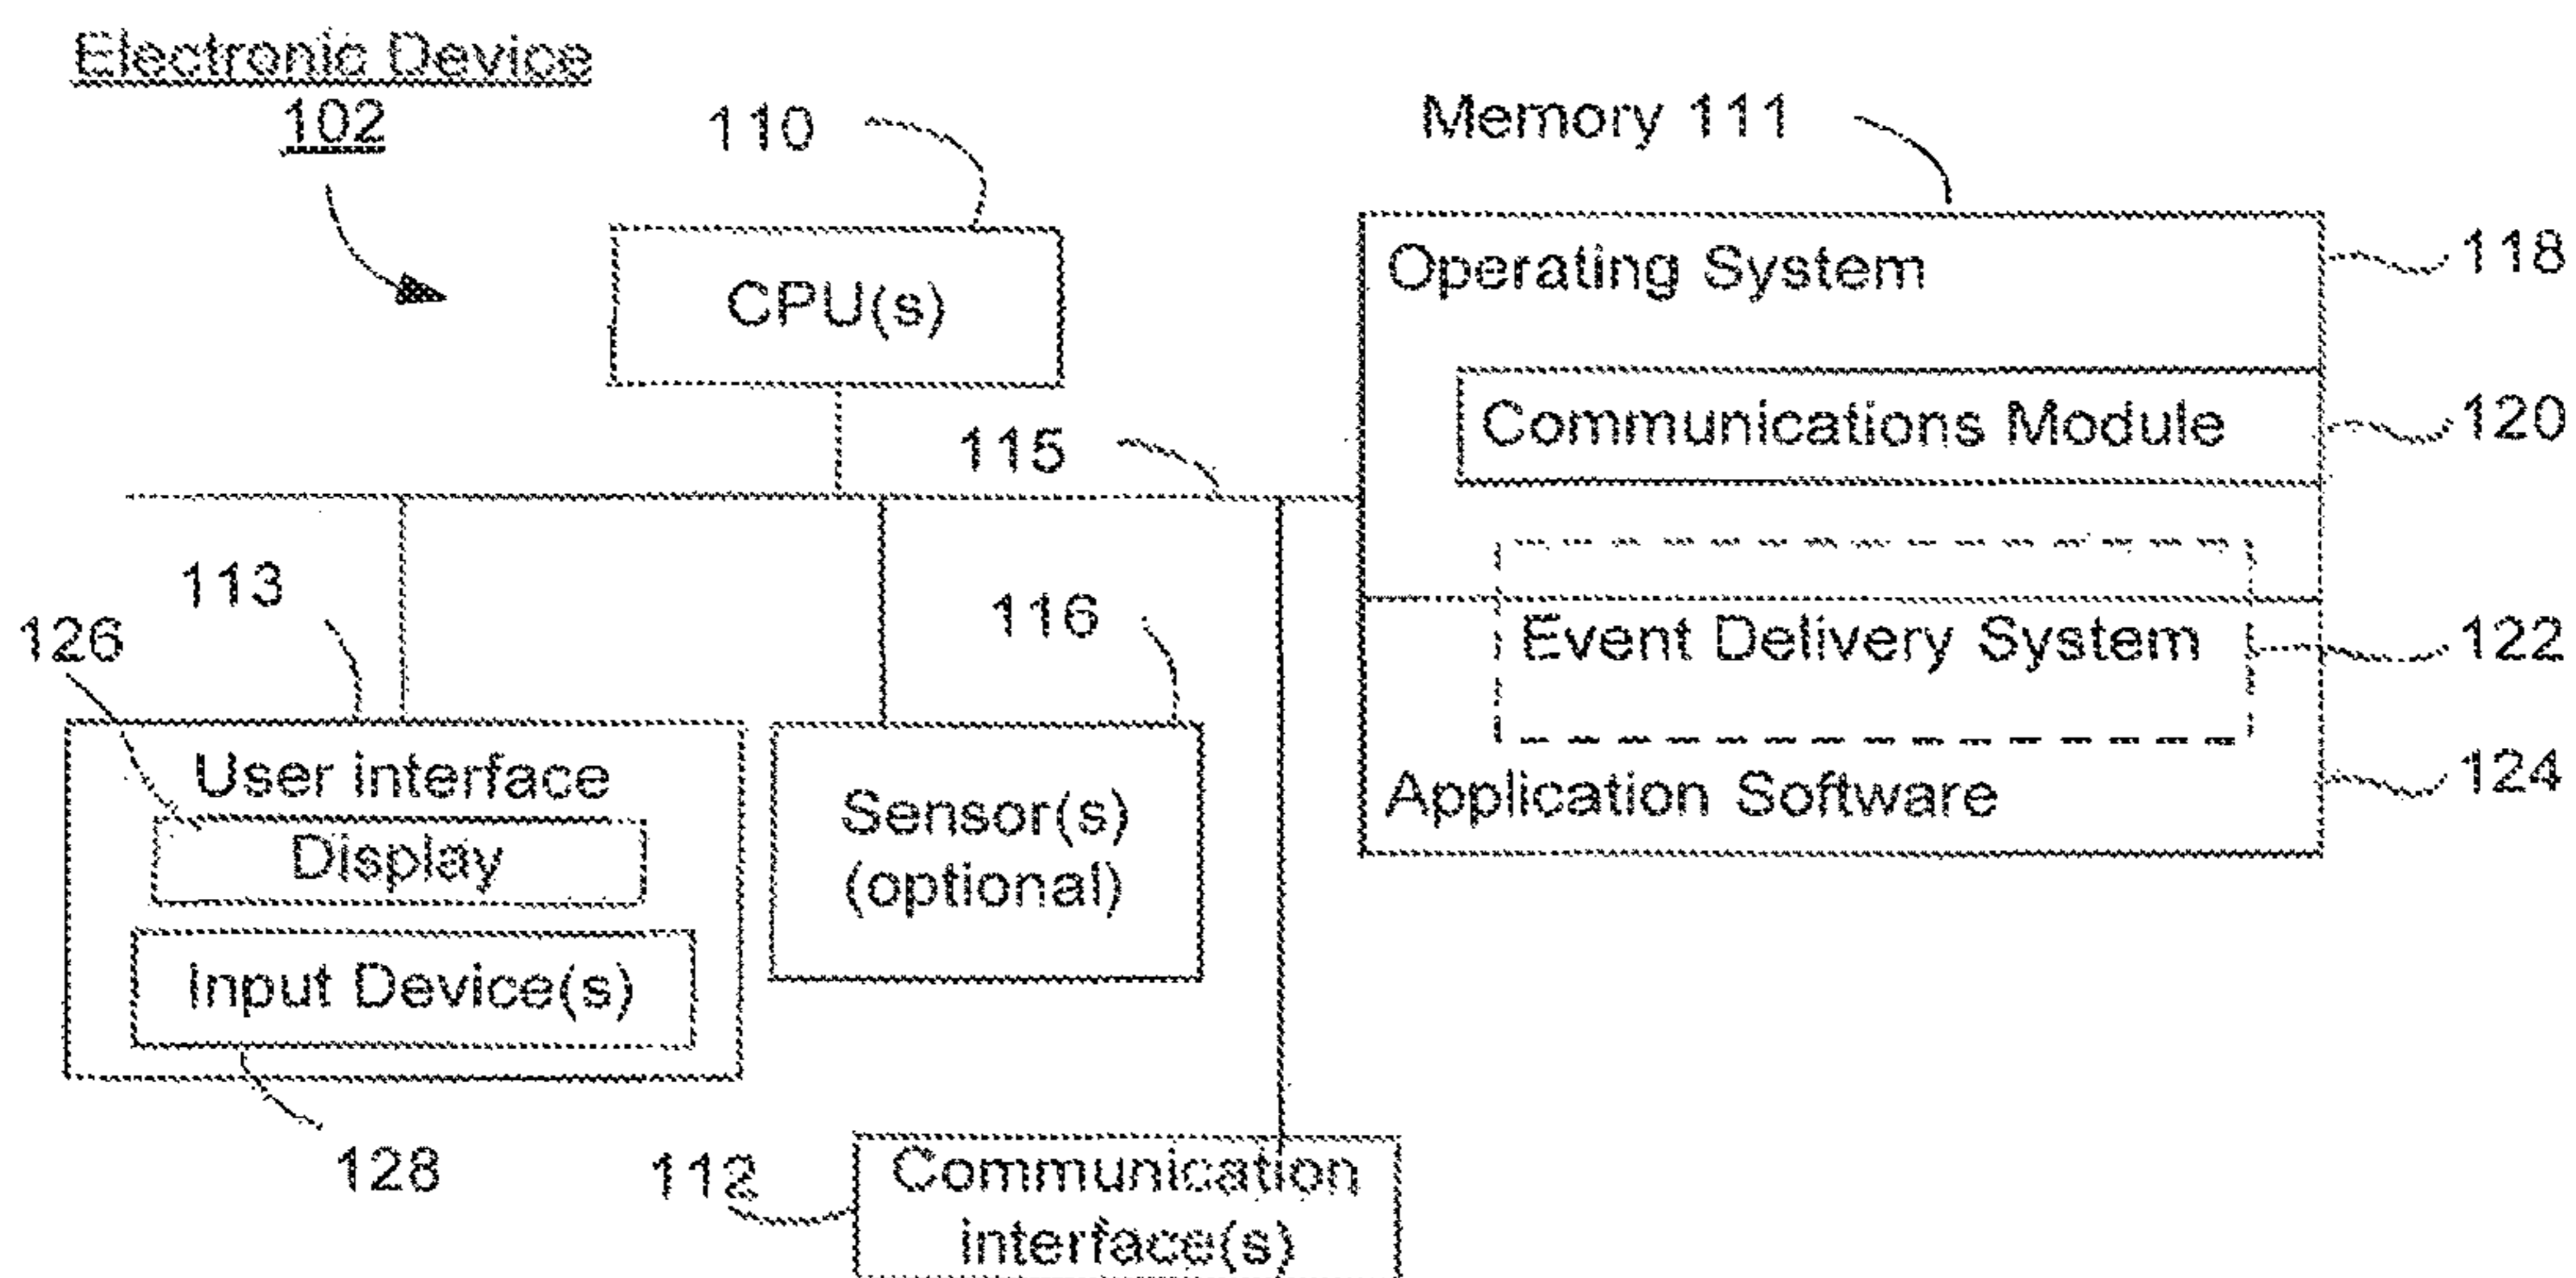 Electronic Device
102
110
Memory 111
CPU(s)
Operating System
118
Communications Module
120
115
113
116
126
Event Delivery System
122
User interface
Display
Sensor(s)
(optional)
Application Software
124
Input Device(s)
128
112
Communication
interface(s)